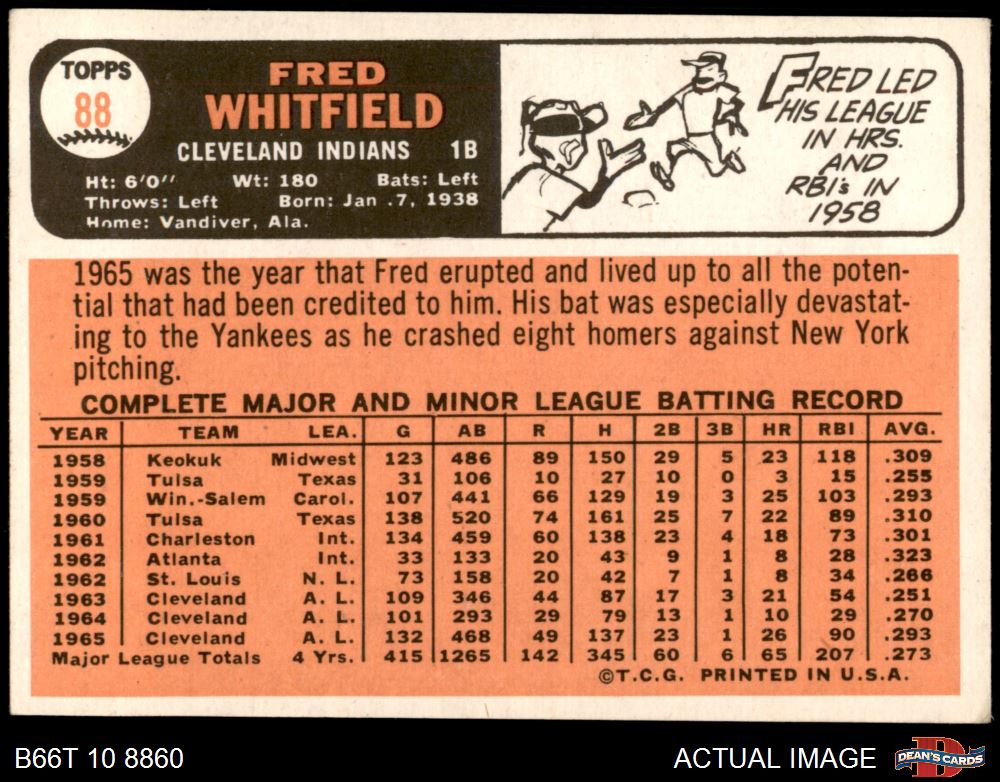 TOPPS
88
FRED
WHITFIELD
CLEVELAND INDIANS 1B
Ht: 6'0" Wt: 180 Bats: Left
Throws: Left Born: Jan .7, 1938
Home: Vandiver, Ala.
FRED LED
HIS LEAGUE
IN HRS.
AND
RBI's IN
1958
1965 was the year that Fred erupted and lived up to all the poten-
tial that had been credited to him. His bat was especially devastat-
ing to the Yankees as he crashed eight homers against New York
pitching.
COMPLETE MAJOR AND MINOR LEAGUE BATTING RECORD
YEAR TEAM LEA. G AB R H 2B 3B HR RBI AVG.
1958 Keokuk Midwest 123 486 89 150 29 5 23 118 .309
1959 Tulsa Texas 31 106 10 27 10 0 3 15 .255
1959 Win.-Salem Carol. 107 441 66 129 19 3 25 103 .293
1960 Tulsa Texas 138 520 74 161 25 7 22 89 .310
1961 Charleston Int. 134 459 60 138 23 4 18 73 .301
1962 Atlanta Int. 33 133 20 43 9 1 8 28 .323
1962 St. Louis N. L. 73 158 20 42 7 1 8 34 .266
1963 Cleveland A. L. 109 346 44 87 17 3 21 54 .251
1964 Cleveland A. L. 101 293 29 79 13 1 10 29 .270
1965 Cleveland A. L. 132 468 49 137 23 1 26 90 .293
Major League Totals 4 Yrs. 415 1265 142 345 60 6 65 207 .273
©T.C.G. PRINTED IN U.S.A.
B66T 10 8860
ACTUAL IMAGE
D
DEAN'S CARDS